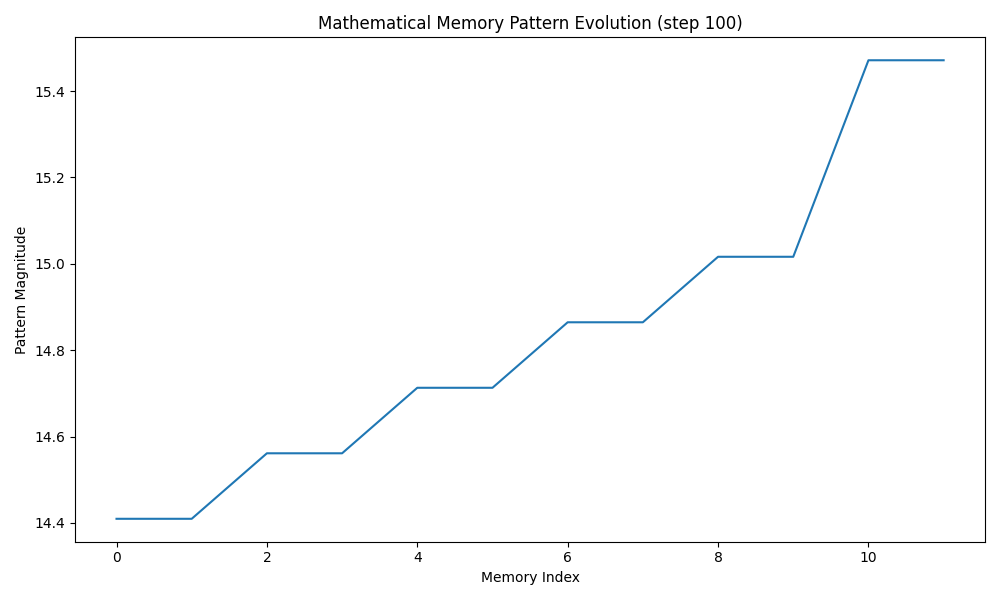 Mathematical Memory Pattern Evolution (step 100)
Pattern Magnitude
15.4
15.2
15.0
14.8
14.6
14.4
0 2 4 6 8 10
Memory Index